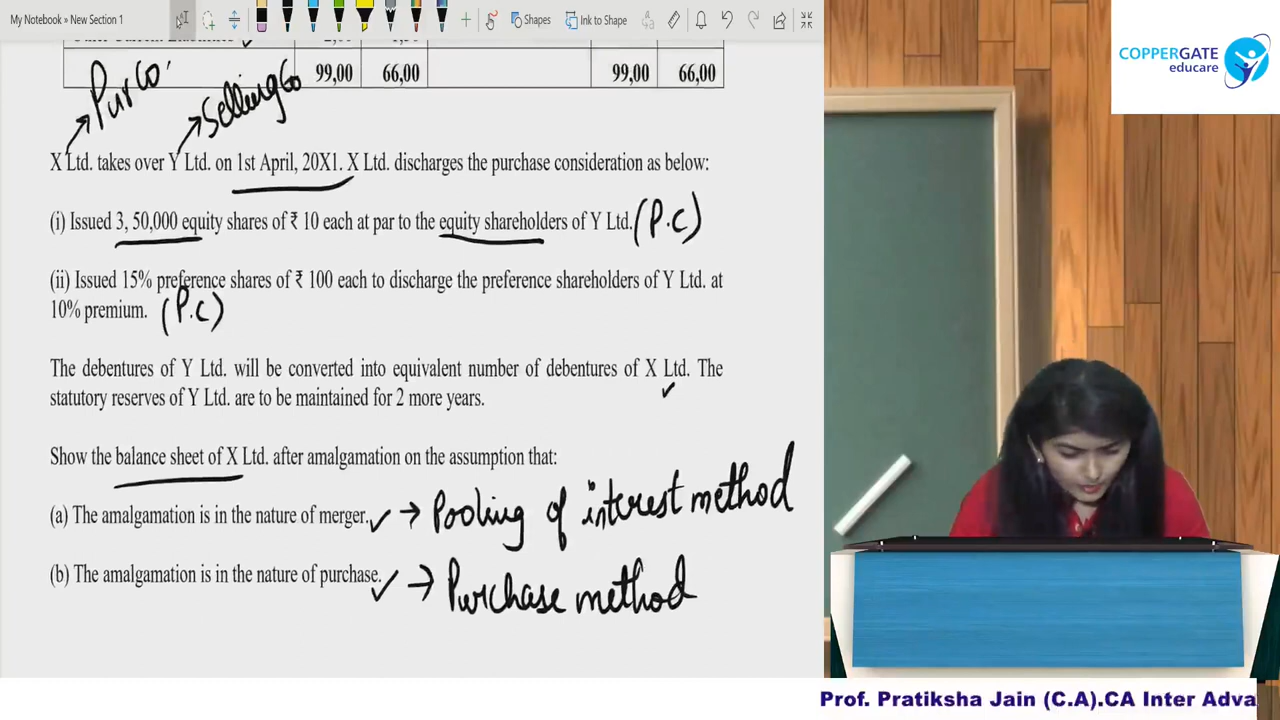 My Notebook » New Section 1
Shapes
Ink to Shape
99,00 66,00 99,00 66,00
Pur Co.
Selling Co
X Ltd. takes over Y Ltd. on 1st April, 20X1. X Ltd. discharges the purchase consideration as below:
(i) Issued 3, 50,000 equity shares of ₹ 10 each at par to the equity shareholders of Y Ltd. (P.C)
(ii) Issued 15% preference shares of ₹ 100 each to discharge the preference shareholders of Y Ltd. at
10% premium. (P.C)
The debentures of Y Ltd. will be converted into equivalent number of debentures of X Ltd. The
statutory reserves of Y Ltd. are to be maintained for 2 more years.
Show the balance sheet of X Ltd. after amalgamation on the assumption that:
(a) The amalgamation is in the nature of merger. → Pooling of interest method
(b) The amalgamation is in the nature of purchase. → Purchase method
COPPERGATE
educare
Prof. Pratiksha Jain (C.A).CA Inter Adva